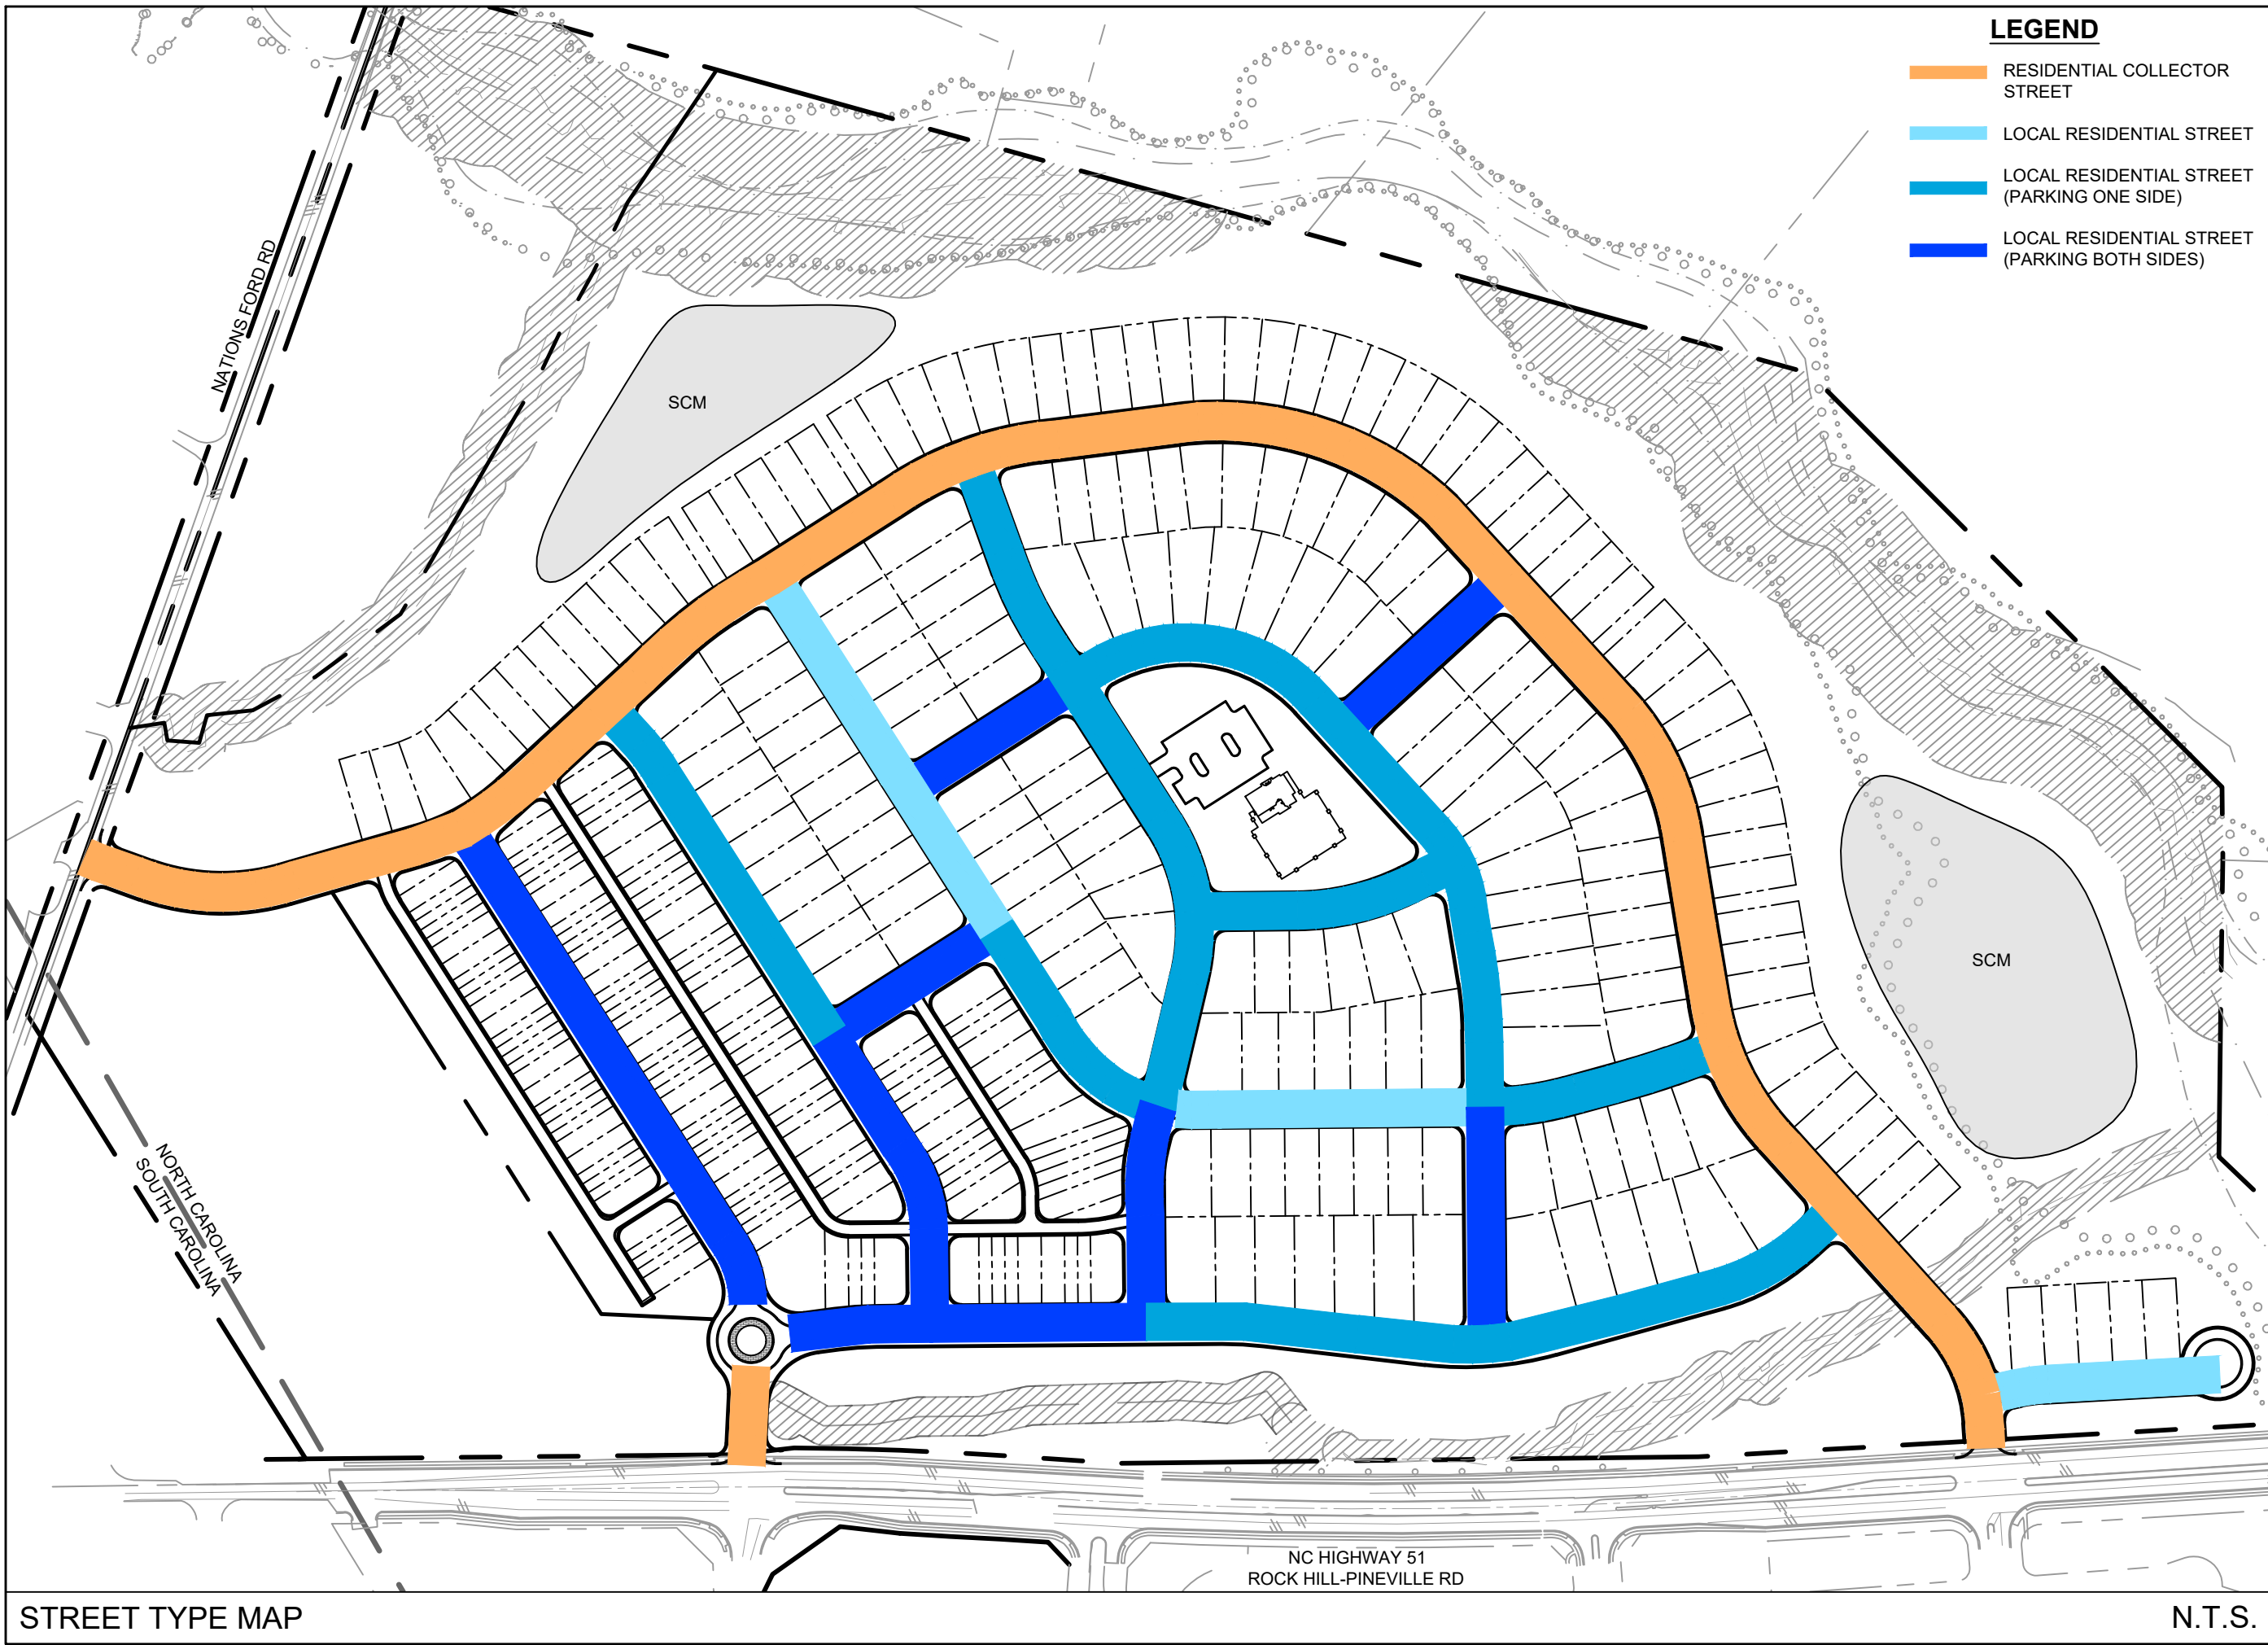 LEGEND
RESIDENTIAL COLLECTOR
STREET
LOCAL RESIDENTIAL STREET
LOCAL RESIDENTIAL STREET
(PARKING ONE SIDE)
LOCAL RESIDENTIAL STREET
(PARKING BOTH SIDES)
NATIONS FORD RD
SCM
SCM
NORTH CAROLINA
SOUTH CAROLINA
NC HIGHWAY 51
ROCK HILL-PINEVILLE RD
STREET TYPE MAP
N.T.S.